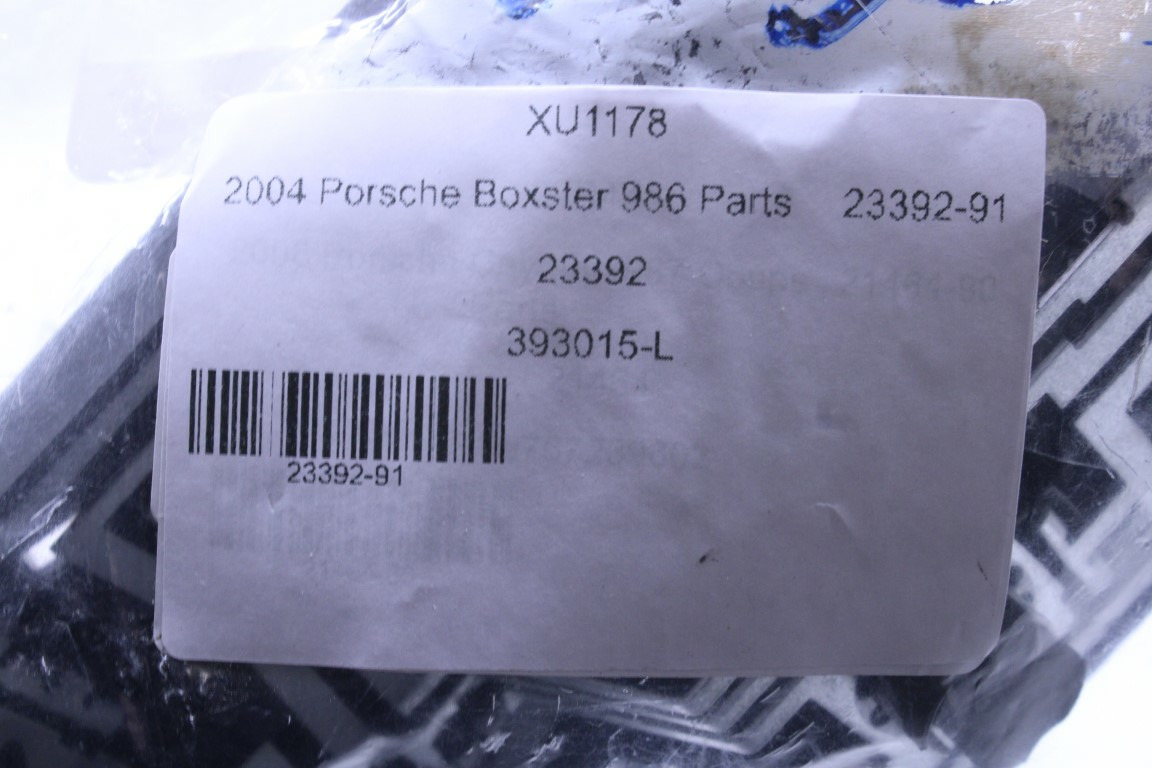 XU1178
2004 Porsche Boxster 986 Parts 23392-91
23392
393015-L
23392-91